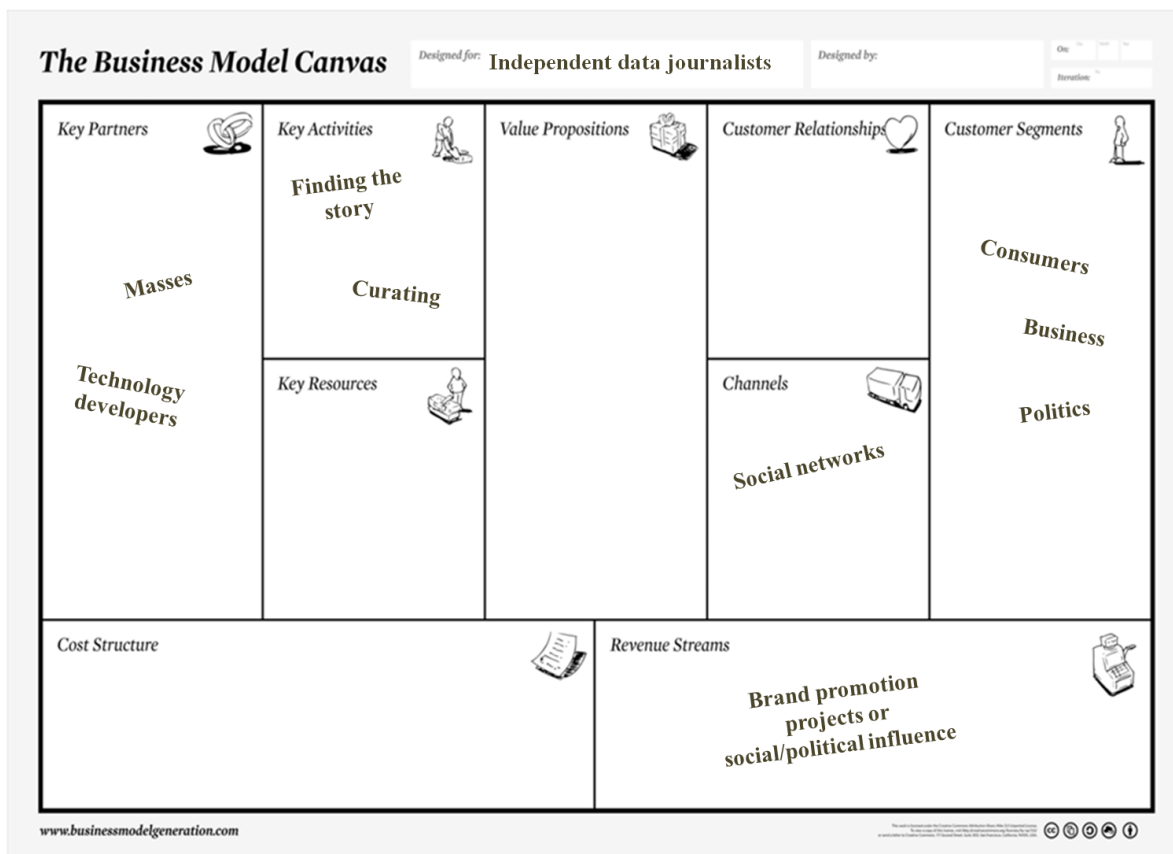 The Business Model Canvas
Designed for: Independent data journalists
Designed by:
On:
Iteration:
Key Partners
Masses
Technology
developers
Key Activities
Finding the
story
Curating
Key Resources
Value Propositions
Customer Relationships
Channels
Social networks
Customer Segments
Consumers
Business
Politics
Cost Structure
Revenue Streams
Brand promotion
projects or
social/political influence
www.businessmodelgeneration.com